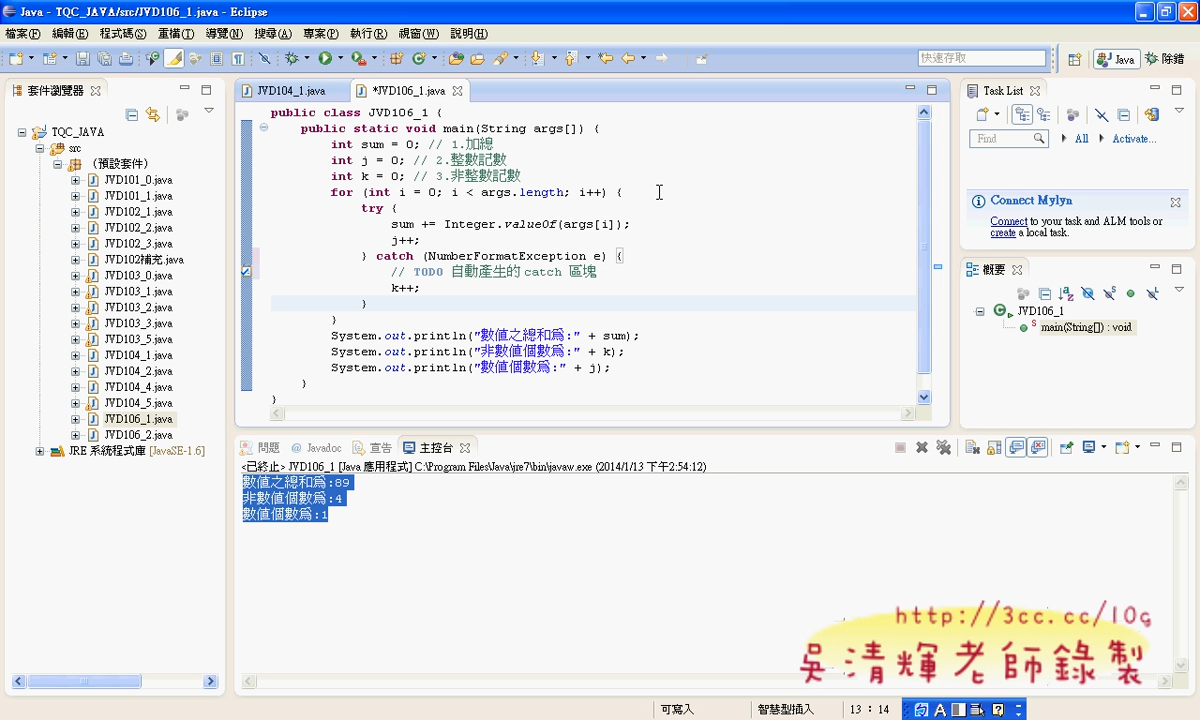 Java - TQC_JAVA/src/JVD106_1.java - Eclipse
檔案(F) 編輯(E) 程式碼(S) 重構(T) 導覽(N) 搜尋(A) 專案(P) 執行(R) 視窗(W) 說明(H)
快速存取
Java
除錯
套件瀏覽器
TQC_JAVA
src
(預設套件)
JVD101_0.java
JVD101_1.java
JVD102_1.java
JVD102_2.java
JVD102_3.java
JVD102補充.java
JVD103_0.java
JVD103_1.java
JVD103_2.java
JVD103_3.java
JVD103_5.java
JVD104_1.java
JVD104_2.java
JVD104_4.java
JVD104_5.java
JVD106_1.java
JVD106_2.java
JRE 系統程式庫 [JavaSE-1.6]
JVD104_1.java
*JVD106_1.java
public class JVD106_1 {
public static void main(String args[]) {
int sum = 0; // 1.加總
int j = 0; // 2.整數記數
int k = 0; // 3.非整數記數
for (int i = 0; i < args.length; i++) {
try {
sum += Integer.valueOf(args[i]);
j++;
} catch (NumberFormatException e) {
// TODO 自動產生的 catch 區塊
k++;
}
}
System.out.println("數值之總和為:" + sum);
System.out.println("非數值個數為:" + k);
System.out.println("數值個數為:" + j);
}
}
Task List
Find
All
Activate...
Connect Mylyn
Connect to your task and ALM tools or
create a local task.
概要
JVD106_1
main(String[]) : void
問題
@ Javadoc
宣告
主控台
<已終止> JVD106_1 [Java 應用程式] C:\Program Files\Java\jre7\bin\javaw.exe (2014/1/13 下午2:54:12)
數值之總和為:89
非數值個數為:4
數值個數為:1
http://3cc.cc/10g
吳清輝老師錄製
可寫入
智慧型插入
13 : 14